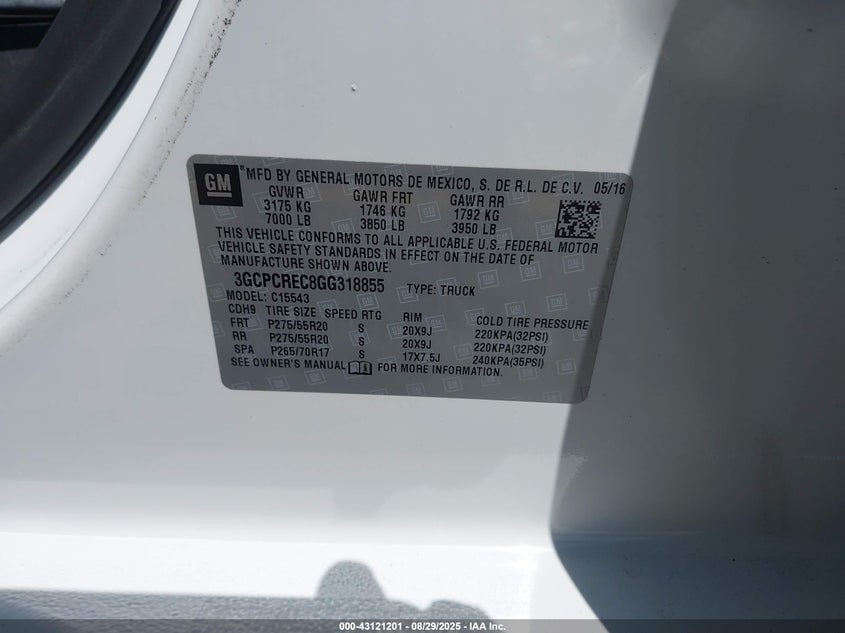 GM
®MFD BY GENERAL MOTORS DE MEXICO, S. DE R.L. DE C.V. 05/16
GVWR GAWR FRT GAWR RR
3175 KG 1746 KG 1792 KG
7000 LB 3850 LB 3950 LB
THIS VEHICLE CONFORMS TO ALL APPLICABLE U.S. FEDERAL MOTOR
VEHICLE SAFETY STANDARDS IN EFFECT ON THE DATE OF
MANUFACTURE SHOWN ABOVE.
3GCPCREC8GG318855 TYPE: TRUCK
MODEL: C15543
CDH9 TIRE SIZE SPEED RTG RIM COLD TIRE PRESSURE
FRT P275/55R20 S 20X9J 220KPA(32PSI)
RR P275/55R20 S 20X9J 220KPA(32PSI)
SPA P265/70R17 S 17X7.5J 240KPA(35PSI)
SEE OWNER'S MANUAL FOR MORE INFORMATION.
000-43121201 - 08/29/2025 - IAA Inc.